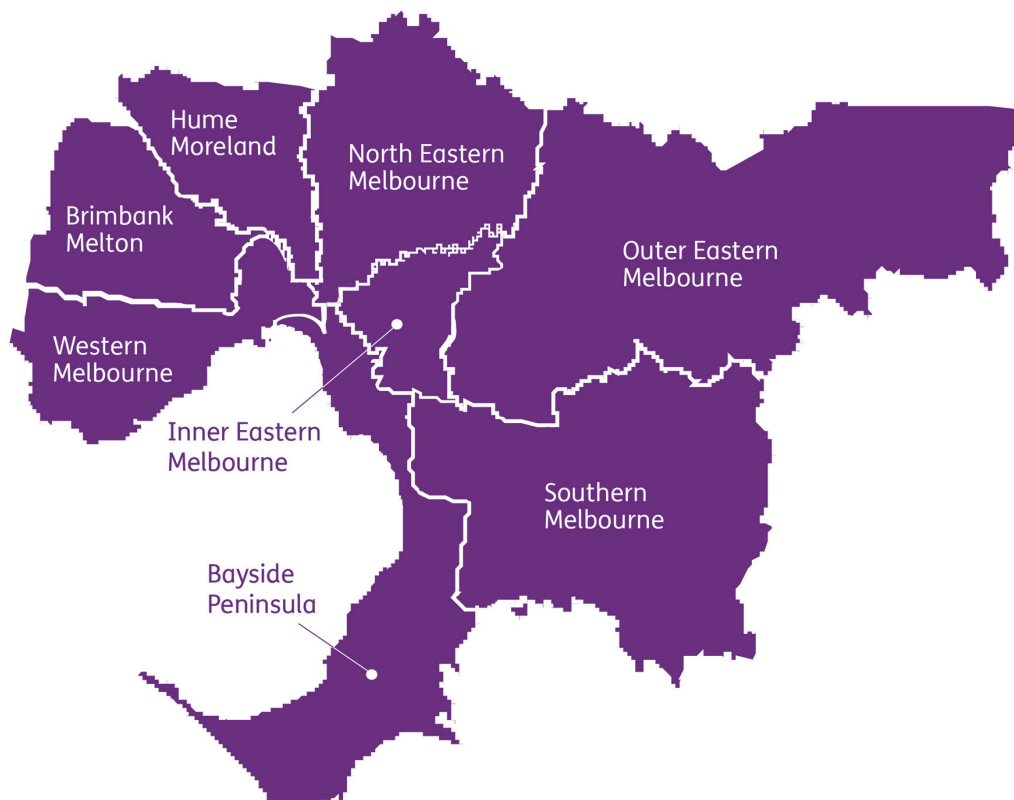 Hume
Moreland
North Eastern
Melbourne
Brimbank
Melton
Outer Eastern
Melbourne
Western
Melbourne
Inner Eastern
Melbourne
Southern
Melbourne
Bayside
Peninsula